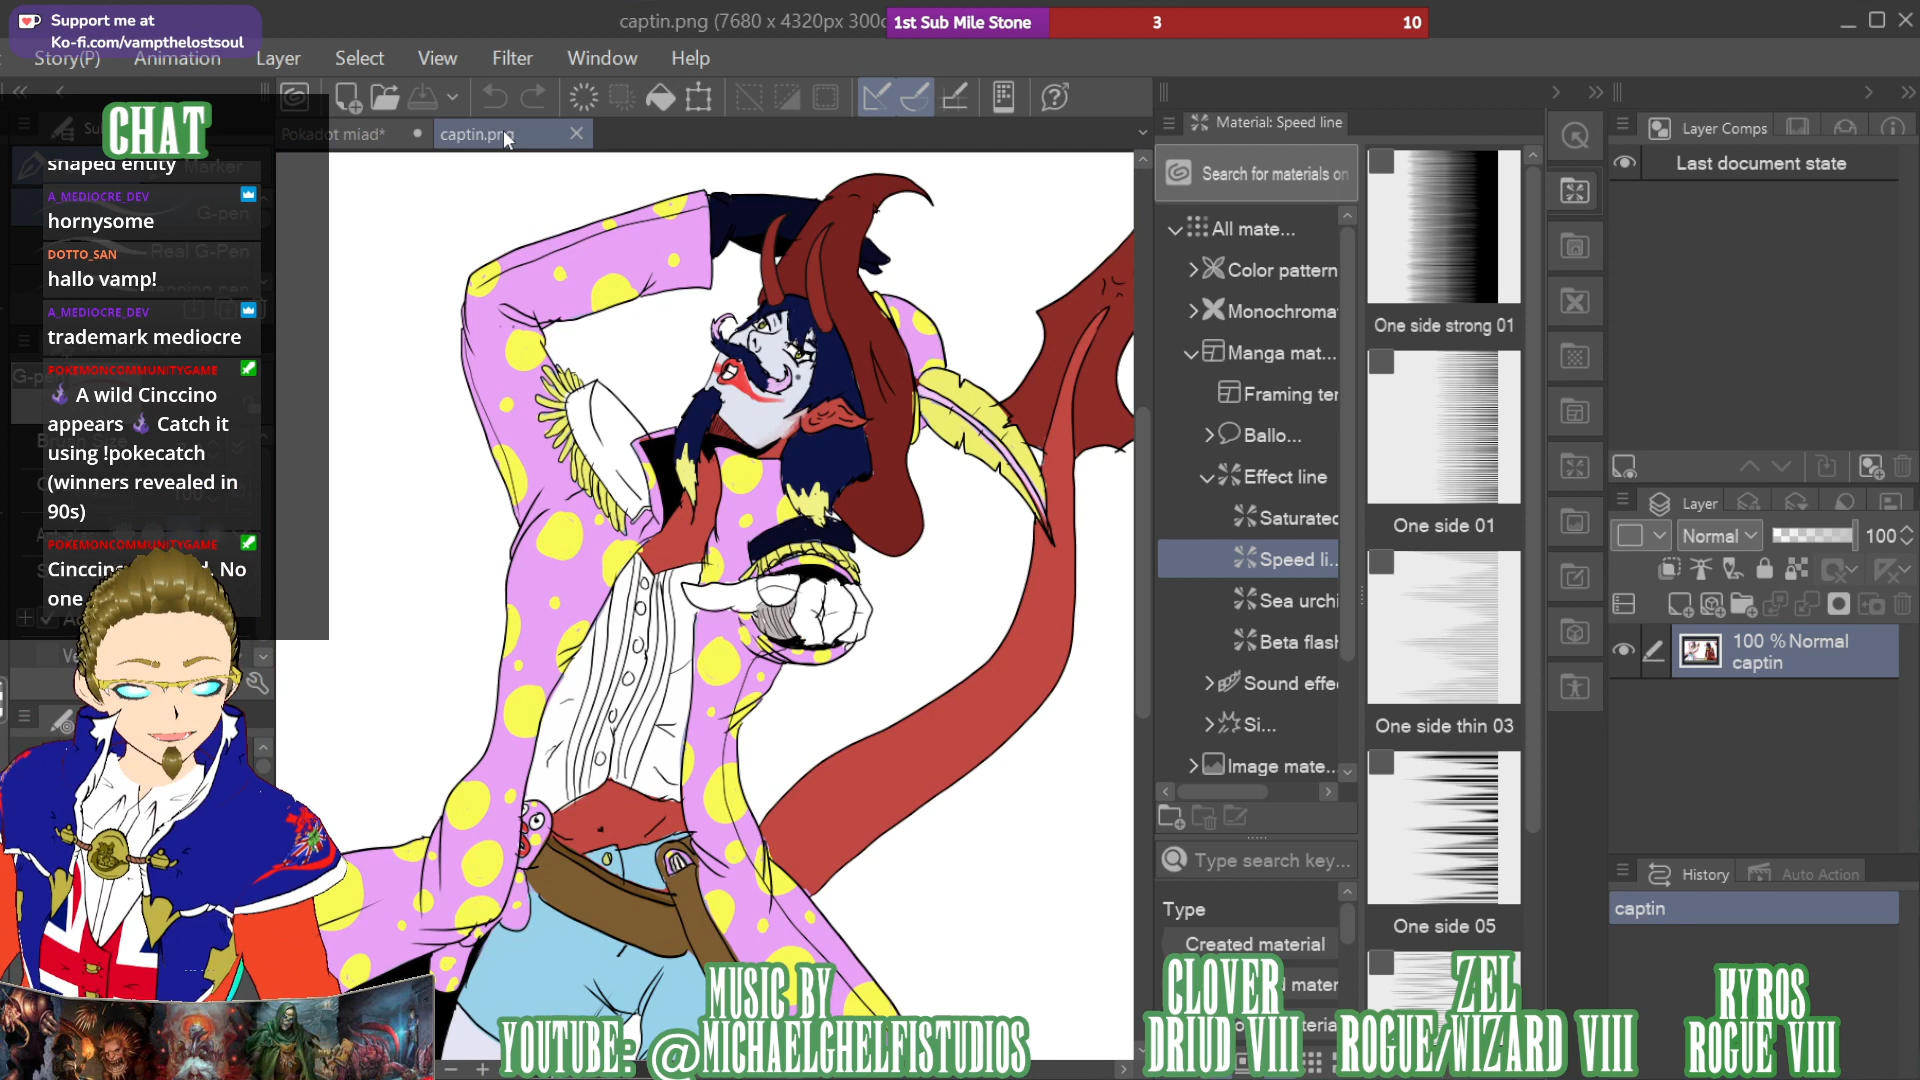 Support me at
Ko-fi.com/vampthelostsoul
captin.png (7680 x 4320px 300d
1st Sub Mile Stone
3
10
Story(P)
Animation
Layer
Select
View
Filter
Window
Help
CHAT
Pokadot miad*
captin.png
shaped entity
A_MEDIOCRE_DEV
hornysome
DOTTO_SAN
hallo vamp!
A_MEDIOCRE_DEV
trademark mediocre
POKEMONCOMMUNITYGAME
A wild Cinccino
appears Catch it
using !pokecatch
(winners revealed in
90s)
POKEMONCOMMUNITYGAME
No
one
Marker
G-pen
Real G-Pen
Material: Speed line
Search for materials on
All mate...
Color pattern
Monochroma
Manga mat...
Framing ter
Ballo...
Effect line
Saturated
Speed li...
Sea urchi
Beta flash
Sound effe
Si...
Image mate...
Type search key...
Type
Created material
One side strong 01
One side 01
One side thin 03
One side 05
Layer Comps
Last document state
Layer
Normal
100
100 % Normal
captin
History
Auto Action
captin
MUSIC BY
YOUTUBE: @MICHAELGHELFISTUDIOS
CLOVER
DRIUD VIII
ZEL
ROGUE/WIZARD VIII
KYROS
ROGUE VIII